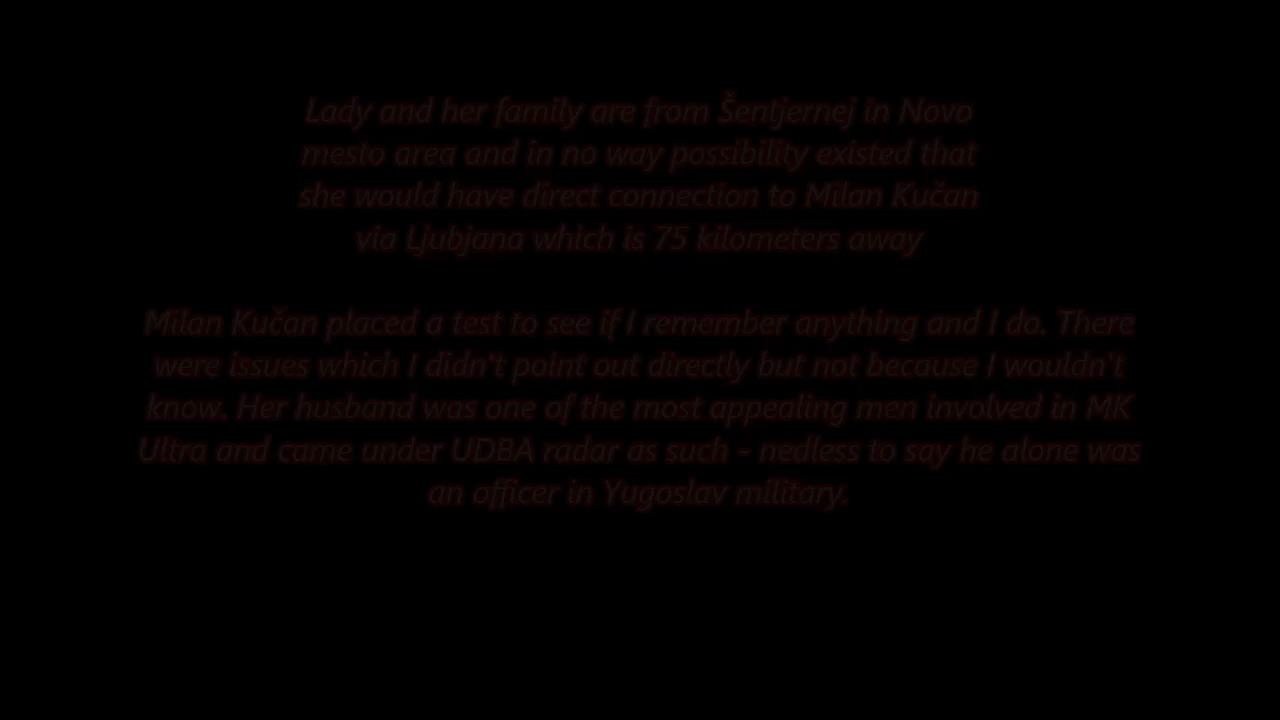 Lady and her family are from Šentjernej in Novo
mesto area and in no way possibility existed that
she would have direct connection to Milan Kučan
via Ljubjana which is 75 kilometers away
Milan Kučan placed a test to see if I remember anything and I do. There
were issues which I didn't point out directly but not because I wouldn't
know. Her husband was one of the most appealing men involved in MK
Ultra and came under UDBA radar as such - nedless to say he alone was
an officer in Yugoslav military.